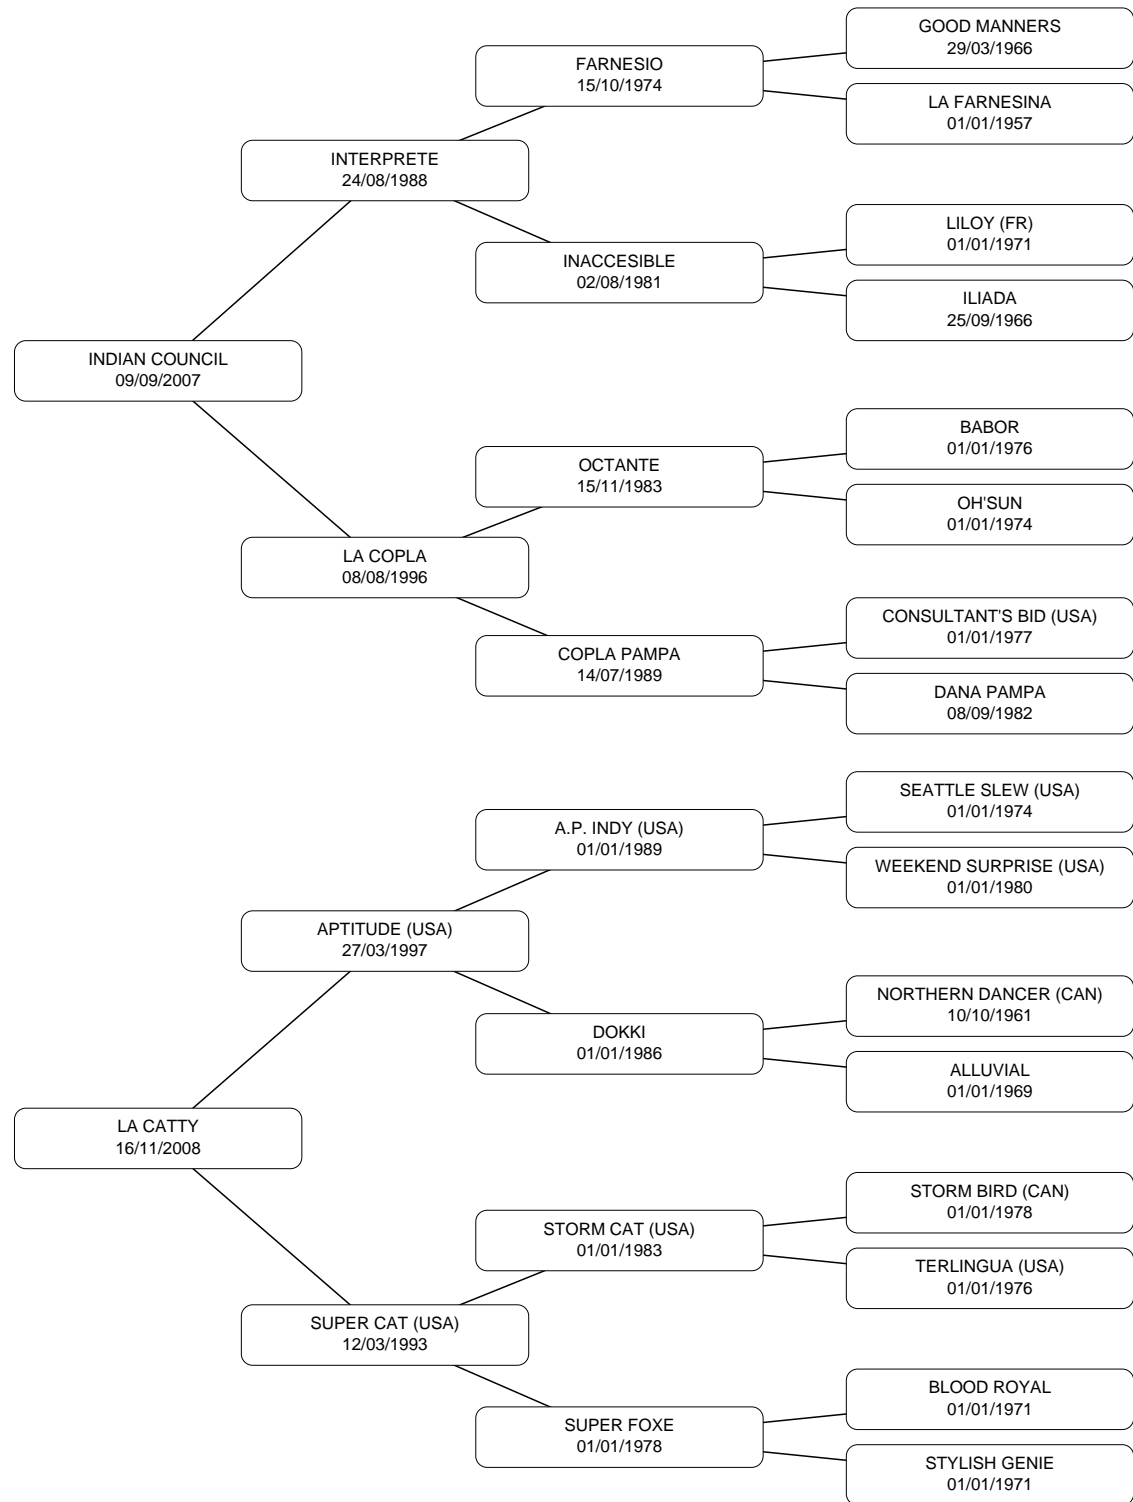 GOOD MANNERS
29/03/1966
FARNESIO
15/10/1974
LA FARNESINA
01/01/1957
INTERPRETE
24/08/1988
LILOY (FR)
01/01/1971
INACCESIBLE
02/08/1981
ILIADA
25/09/1966
INDIAN COUNCIL
09/09/2007
BABOR
01/01/1976
OCTANTE
15/11/1983
OH'SUN
01/01/1974
LA COPLA
08/08/1996
CONSULTANT'S BID (USA)
01/01/1977
COPLA PAMPA
14/07/1989
DANA PAMPA
08/09/1982
SEATTLE SLEW (USA)
01/01/1974
A.P. INDY (USA)
01/01/1989
WEEKEND SURPRISE (USA)
01/01/1980
APTITUDE (USA)
27/03/1997
NORTHERN DANCER (CAN)
10/10/1961
DOKKI
01/01/1986
ALLUVIAL
01/01/1969
LA CATTY
16/11/2008
STORM BIRD (CAN)
01/01/1978
STORM CAT (USA)
01/01/1983
TERLINGUA (USA)
01/01/1976
SUPER CAT (USA)
12/03/1993
BLOOD ROYAL
01/01/1971
SUPER FOXE
01/01/1978
STYLISH GENIE
01/01/1971